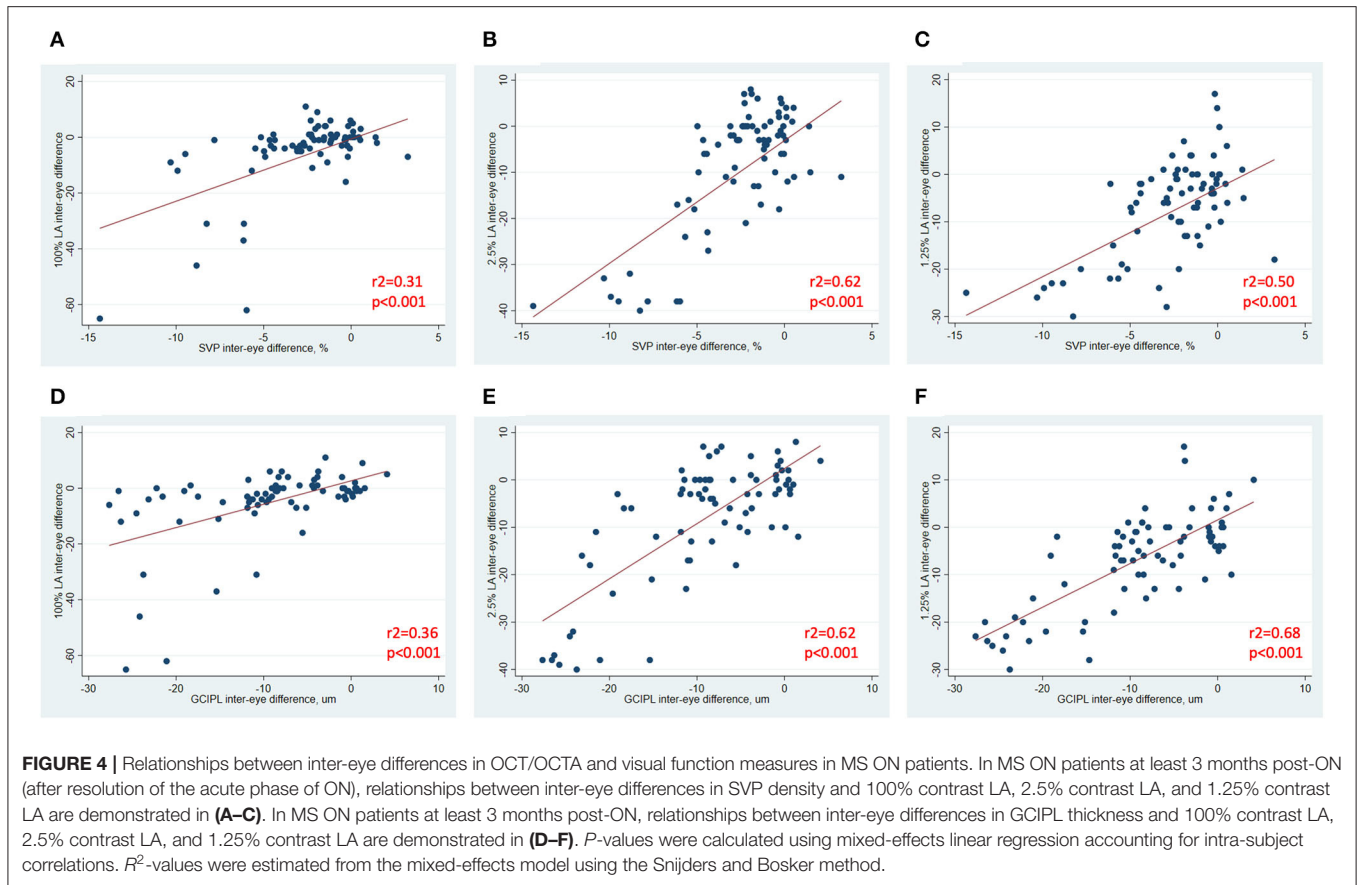 A
20
0
-20
-40
-60
100% LA inter-eye difference
-15
-10
-5
0
5
SVP inter-eye difference, %
r2=0.31
p<0.001
B
10
0
-10
-20
-30
-40
2.5% LA inter-eye difference
-15
-10
-5
0
5
SVP inter-eye difference, %
r2=0.62
p<0.001
C
20
10
0
-10
-20
-30
1.25% LA inter-eye difference
-15
-10
-5
0
5
SVP inter-eye difference, %
r2=0.50
p<0.001
D
20
0
-20
-40
-60
100% LA inter-eye difference
-30
-20
-10
0
10
GCIPL inter-eye difference, um
r2=0.36
p<0.001
E
10
0
-10
-20
-30
-40
2.5% LA inter-eye difference
-30
-20
-10
0
10
GCIPL inter-eye difference, um
r2=0.62
p<0.001
F
20
10
0
-10
-20
-30
1.25% LA inter-eye difference
-30
-20
-10
0
10
GCIPL inter-eye difference, um
r2=0.68
p<0.001
FIGURE 4 | Relationships between inter-eye differences in OCT/OCTA and visual function measures in MS ON patients. In MS ON patients at least 3 months post-ON
(after resolution of the acute phase of ON), relationships between inter-eye differences in SVP density and 100% contrast LA, 2.5% contrast LA, and 1.25% contrast
LA are demonstrated in (A–C). In MS ON patients at least 3 months post-ON, relationships between inter-eye differences in GCIPL thickness and 100% contrast LA,
2.5% contrast LA, and 1.25% contrast LA are demonstrated in (D–F). P-values were calculated using mixed-effects linear regression accounting for intra-subject
correlations. R²-values were estimated from the mixed-effects model using the Snijders and Bosker method.